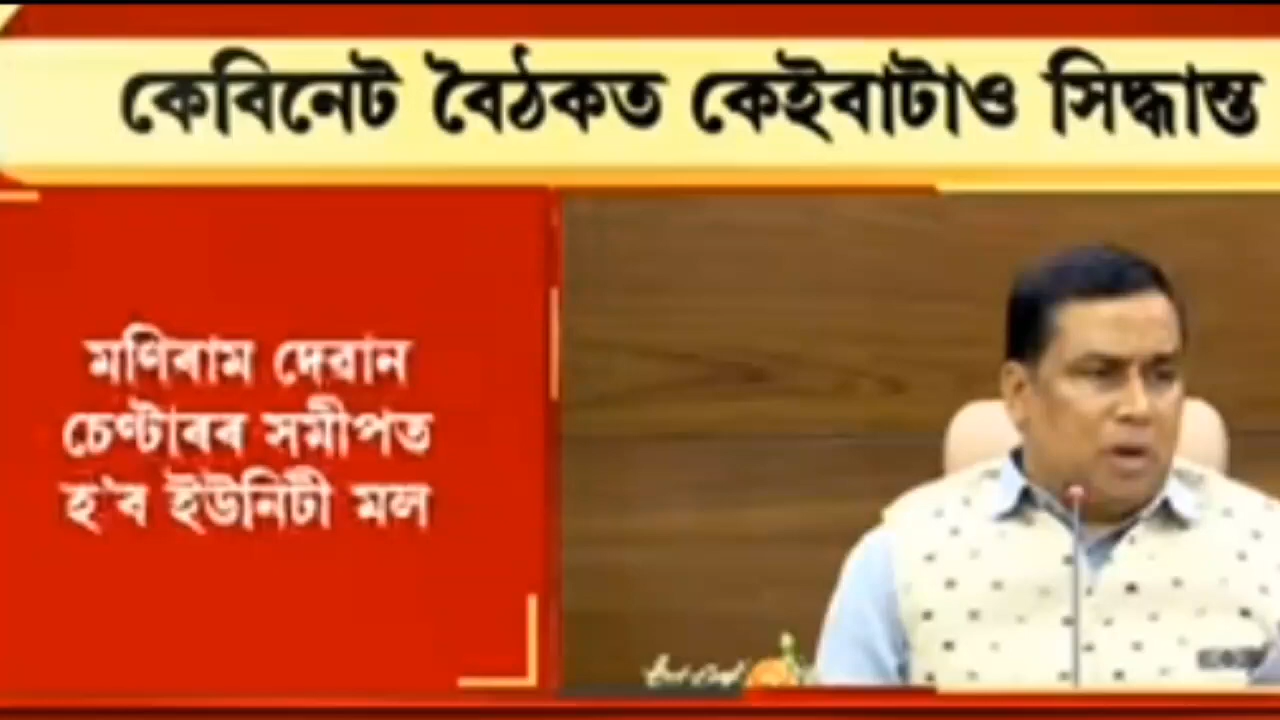 কেবিনেট বৈঠকত কেইবাটাও সিদ্ধান্ত
মণিৰাম দেৱান
চেণ্টাৰৰ সমীপত
হ'ব ইউনিটী মল